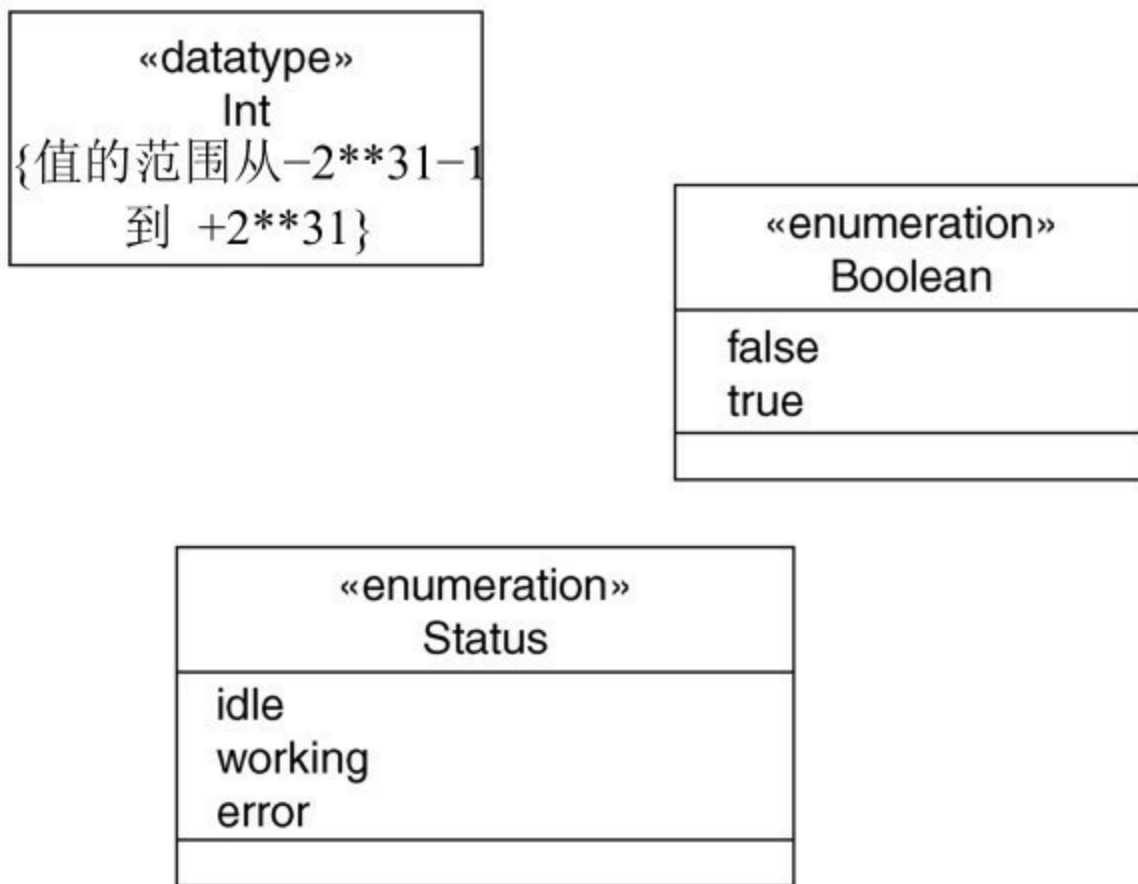 «datatype»
Int
{值的范围从−2**31−1
到 +2**31}
«enumeration»
Boolean
false
true
«enumeration»
Status
idle
working
error